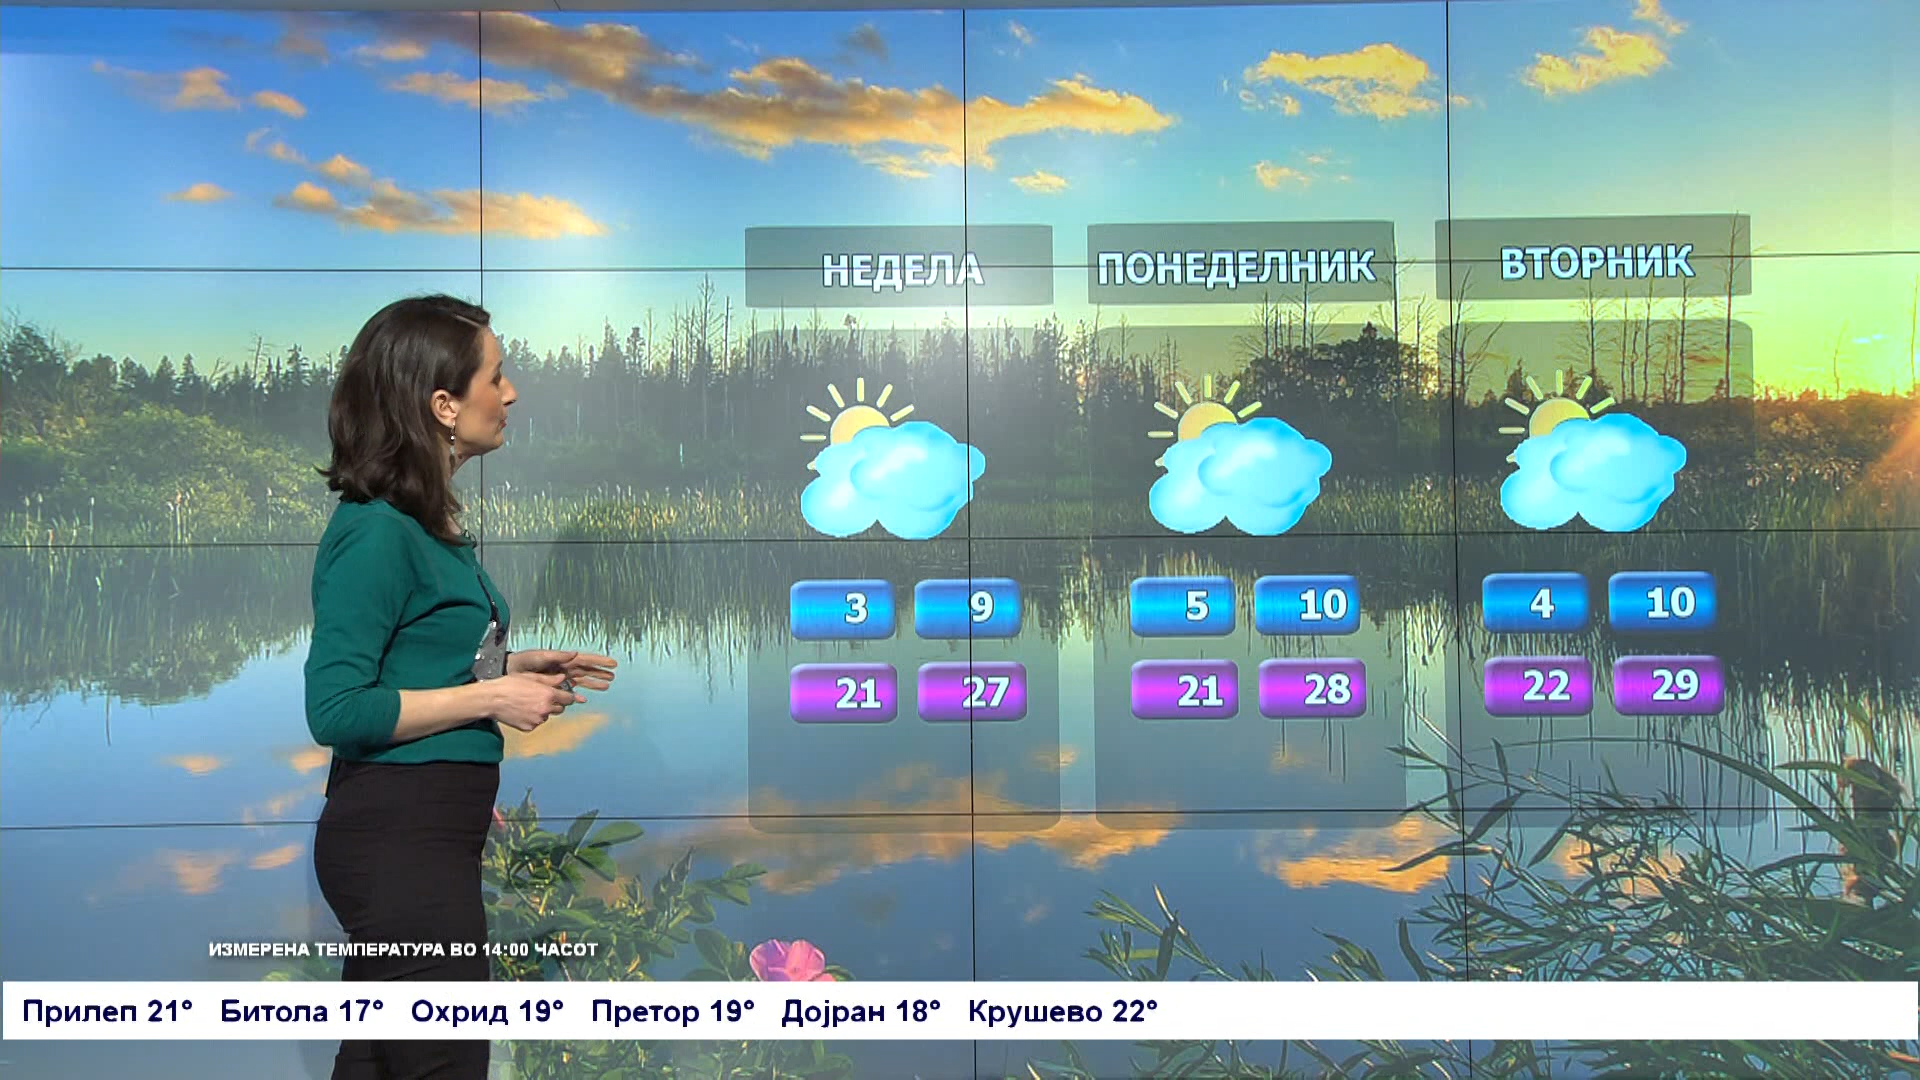 НЕДЕЛА ПОНЕДЕЛНИК ВТОРНИК
3 9 5 10 4 10
21 27 21 28 22 29
ИЗМЕРЕНА ТЕМПЕРАТУРА ВО 14:00 ЧАСОТ
Прилеп 21° Битола 17° Охрид 19° Претор 19° Дојран 18° Крушево 22°